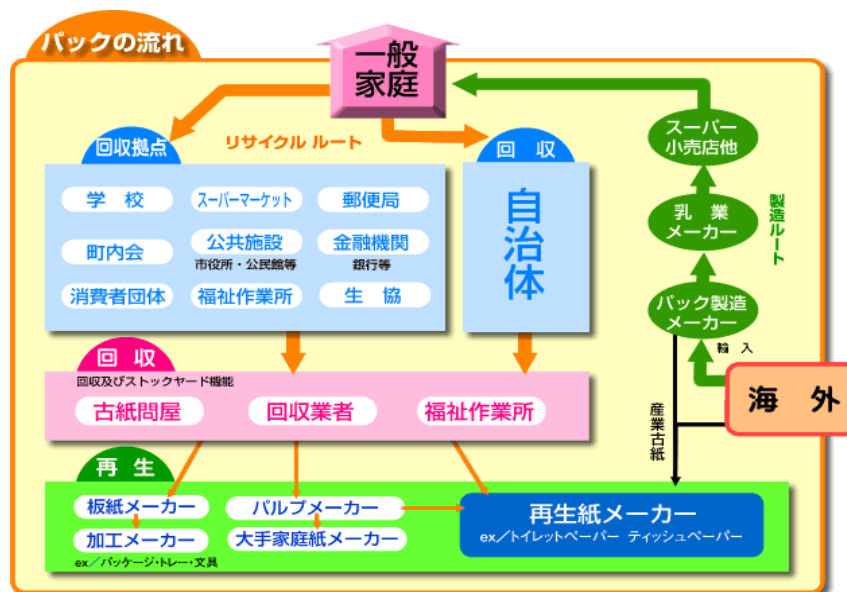 パックの流れ
一般
家庭
回収拠点
リサイクル ルート
回 収
スーパー
小売店他
学 校
スーパーマーケット
郵便局
自治体
乳 業
メーカー
製造ルート
町内会
公共施設
市役所・公民館等
金融機関
銀行等
消費者団体
福祉作業所
生 協
パック製造
メーカー
輸 入
海 外
回 収
回収及びストックヤード機能
古紙問屋
回収業者
福祉作業所
産業古紙
再 生
板紙メーカー
パルプメーカー
再生紙メーカー
ex／トイレットペーパー ティッシュペーパー
加工メーカー
大手家庭紙メーカー
ex／パッケージ・トレー・文具